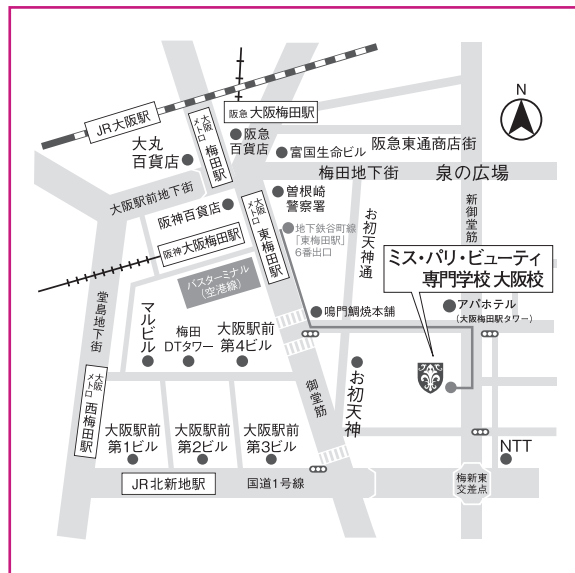 JR大阪駅
阪急 大阪梅田駅
N
大阪メトロ 梅田駅
阪急
百貨店
大丸
百貨店
富国生命ビル
阪急東通商店街
梅田地下街
泉の広場
大阪駅前地下街
阪神百貨店
曽根崎
警察署
大阪メトロ 東梅田駅
地下鉄谷町線
「東梅田駅」
6番出口
お初天神通
新御堂筋
阪神 大阪梅田駅
バスターミナル
(空港線)
ミス・パリ・ビューティ
専門学校 大阪校
堂島地下街
マルビル
梅田
DTタワー
大阪駅前
第4ビル
鳴門鯛焼本舗
アパホテル
(大阪梅田駅タワー)
大阪メトロ 西梅田駅
御堂筋
お初天神
大阪駅前
第1ビル
大阪駅前
第2ビル
大阪駅前
第3ビル
NTT
JR北新地駅
国道1号線
梅新東
交差点